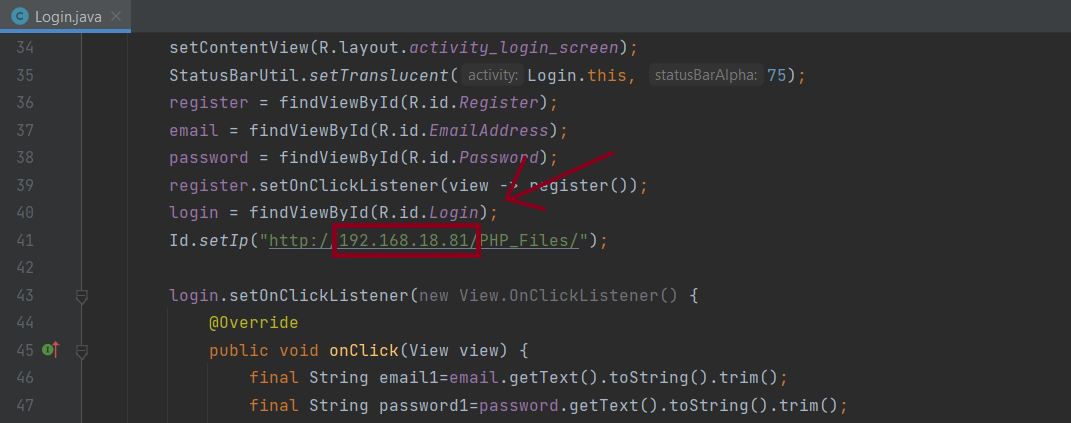 Login.java
34 setContentView(R.layout.activity_login_screen);
35 StatusBarUtil.setTranslucent( activity: Login.this, statusBarAlpha: 75);
36 register = findViewById(R.id.Register);
37 email = findViewById(R.id.EmailAddress);
38 password = findViewById(R.id.Password);
39 register.setOnClickListener(view -> register());
40 login = findViewById(R.id.Login);
41 Id.setIp("http://192.168.18.81/PHP_Files/");
42
43 login.setOnClickListener(new View.OnClickListener() {
44 @Override
45 public void onClick(View view) {
46 final String email1=email.getText().toString().trim();
47 final String password1=password.getText().toString().trim();